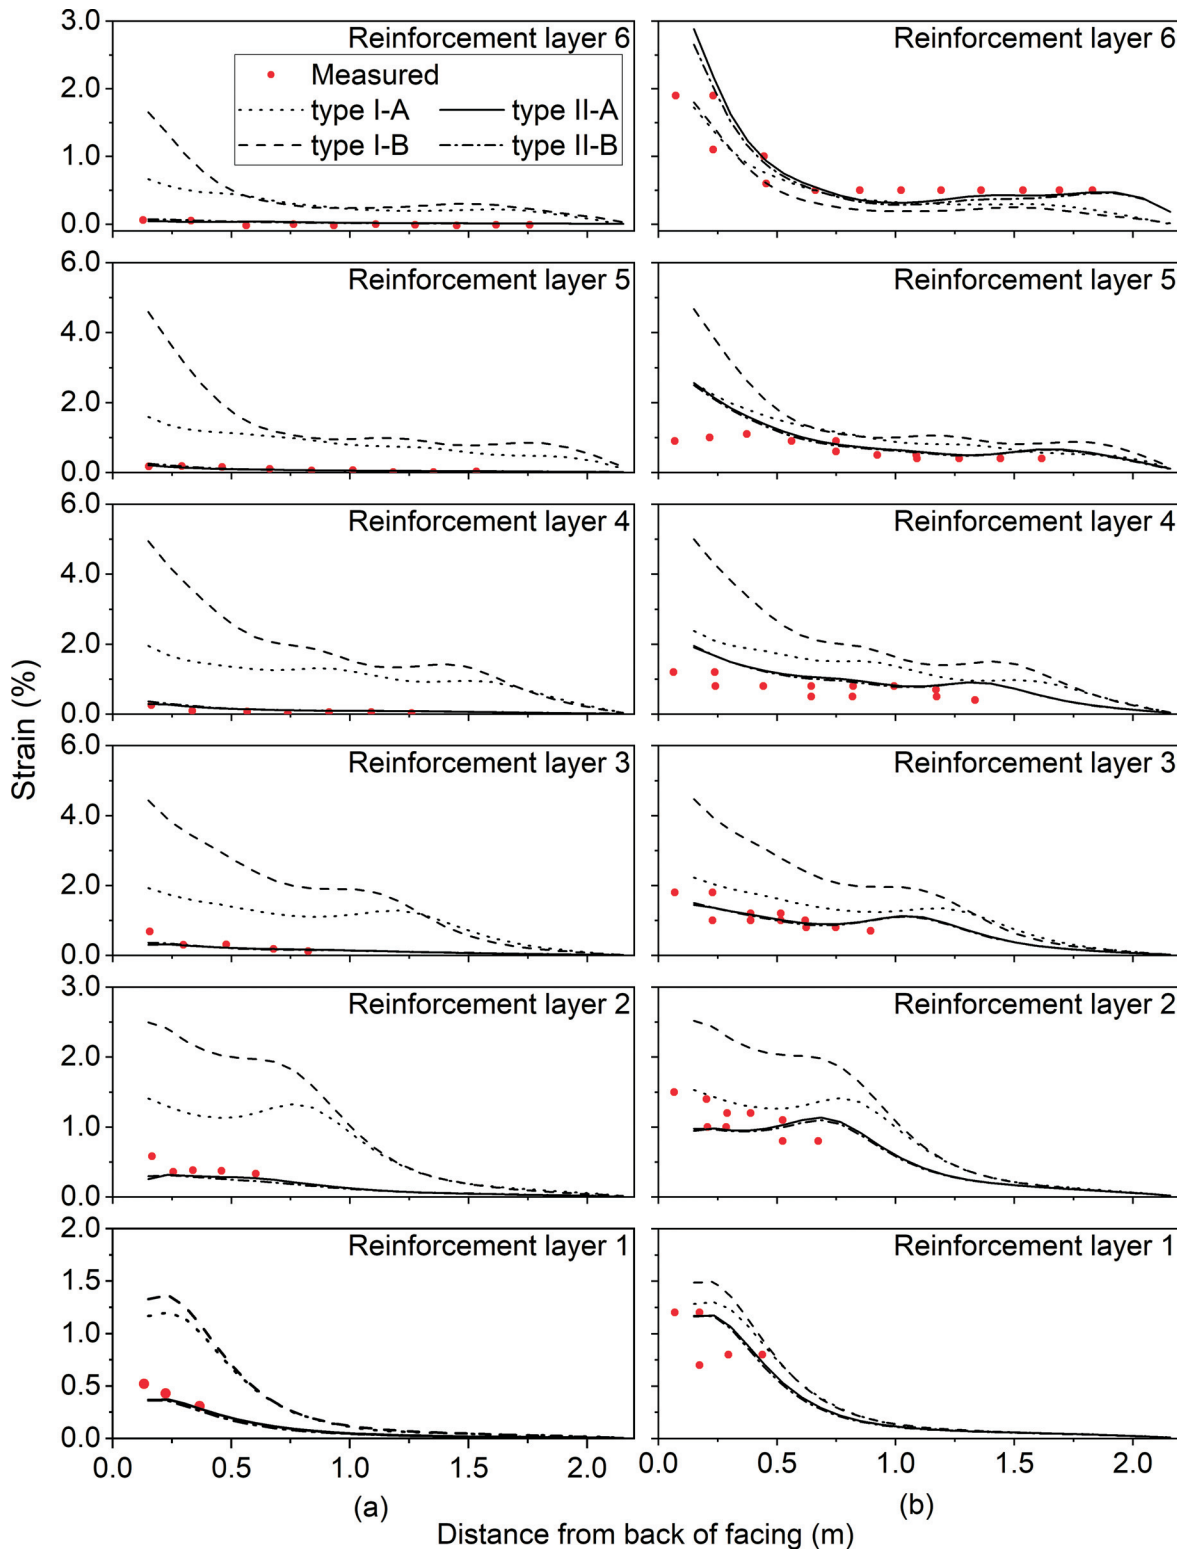 3.0
Reinforcement layer 6
Measured
type I-A
type II-A
type I-B
type II-B
2.0
1.0
0.0
Reinforcement layer 6
6.0
Reinforcement layer 5
4.0
2.0
0.0
Reinforcement layer 5
6.0
Reinforcement layer 4
4.0
2.0
0.0
Reinforcement layer 4
Strain (%)
6.0
Reinforcement layer 3
4.0
2.0
0.0
Reinforcement layer 3
3.0
Reinforcement layer 2
2.0
1.0
0.0
Reinforcement layer 2
2.0
Reinforcement layer 1
1.5
1.0
0.5
0.0
Reinforcement layer 1
0.0 0.5 1.0 1.5 2.0
0.0 0.5 1.0 1.5 2.0
(a)
(b)
Distance from back of facing (m)